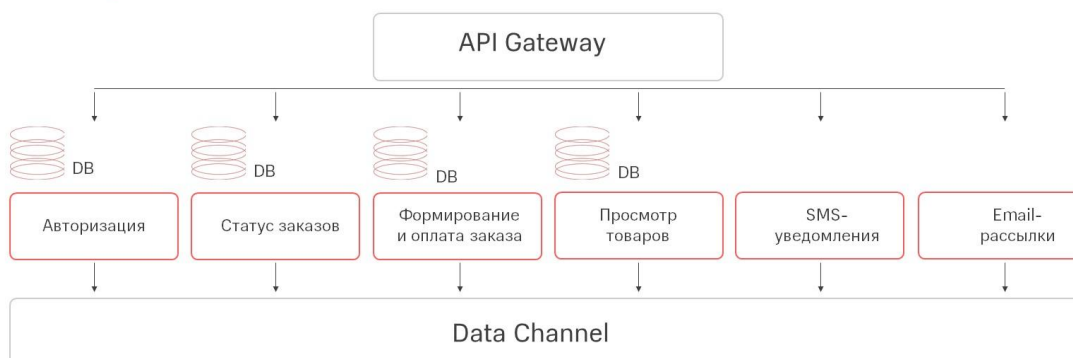 API Gateway
DB
DB
DB
DB
Авторизация
Статус заказов
Формирование
и оплата заказа
Просмотр
товаров
SMS-
уведомления
Email-
рассылки
Data Channel